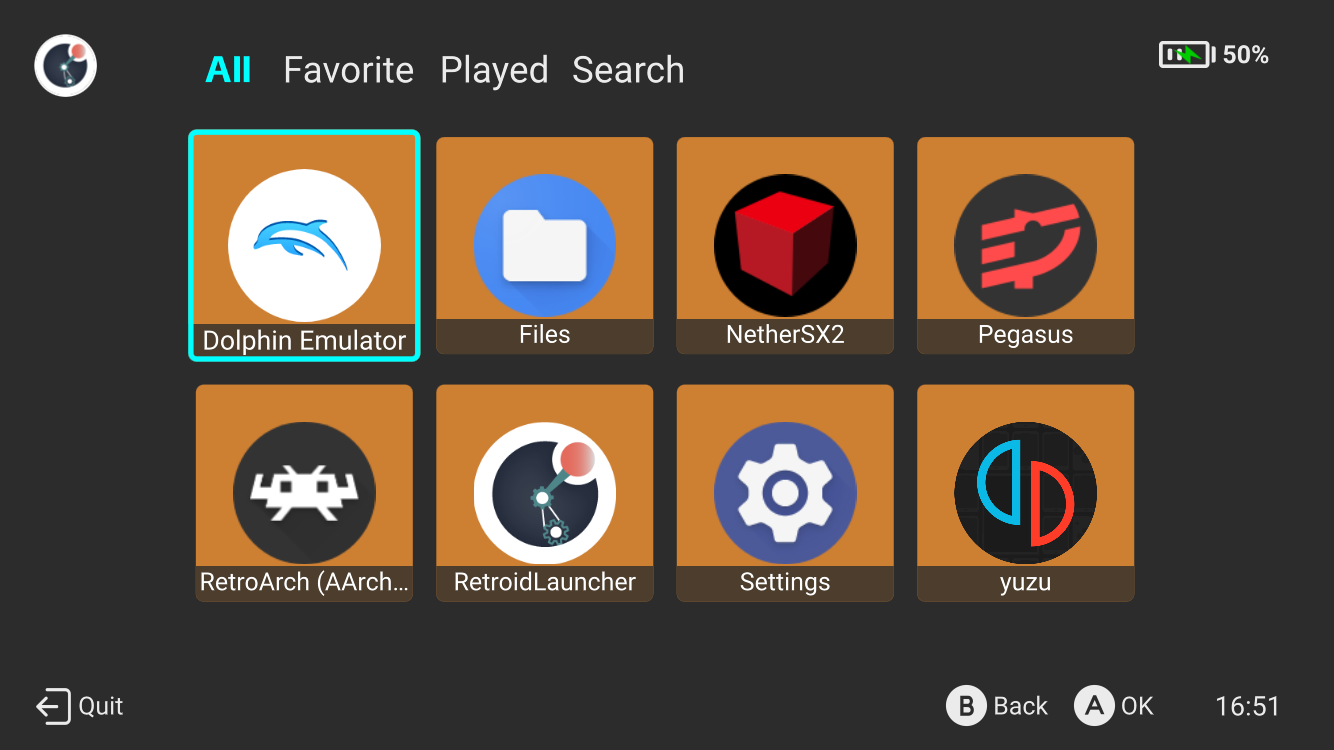 All Favorite Played Search
50%
Dolphin Emulator
Files
NetherSX2
Pegasus
RetroArch (AArch...
RetroidLauncher
Settings
yuzu
Quit
B Back A OK 16:51